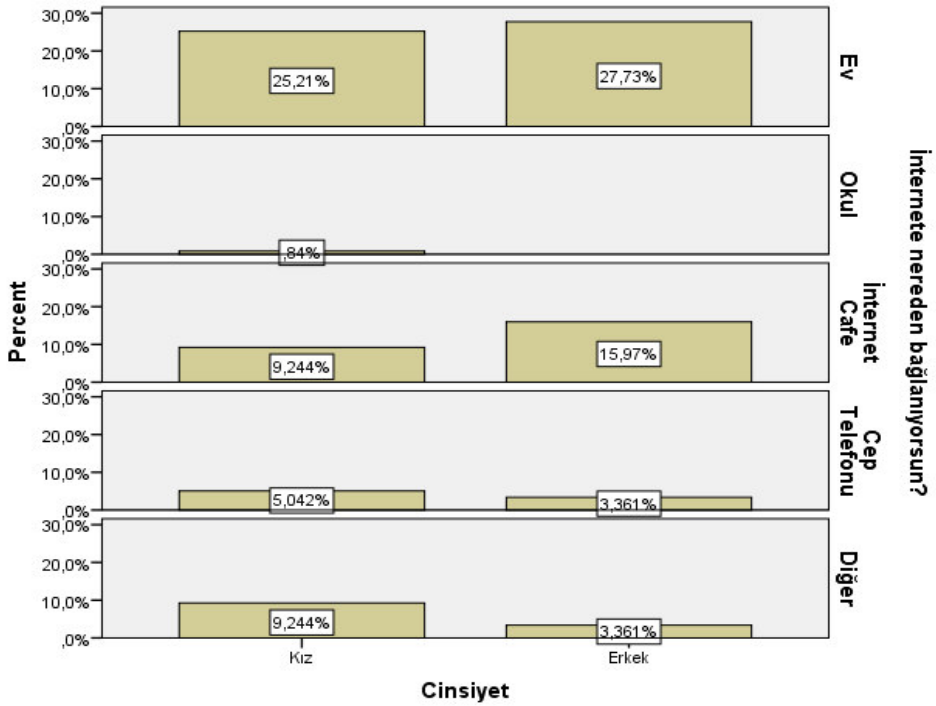 30,0%
20,0%
10,0%
,0%
25,21%
27,73%
Ev
30,0%
20,0%
10,0%
,0%
,84%
Okul
30,0%
20,0%
10,0%
,0%
9,244%
15,97%
İnternet
Cafe
30,0%
20,0%
10,0%
,0%
5,042%
3,361%
Cep
Telefonu
30,0%
20,0%
10,0%
,0%
9,244%
3,361%
Diğer
Kız
Erkek
Cinsiyet
Percent
İnternete nereden bağlanıyorsun?